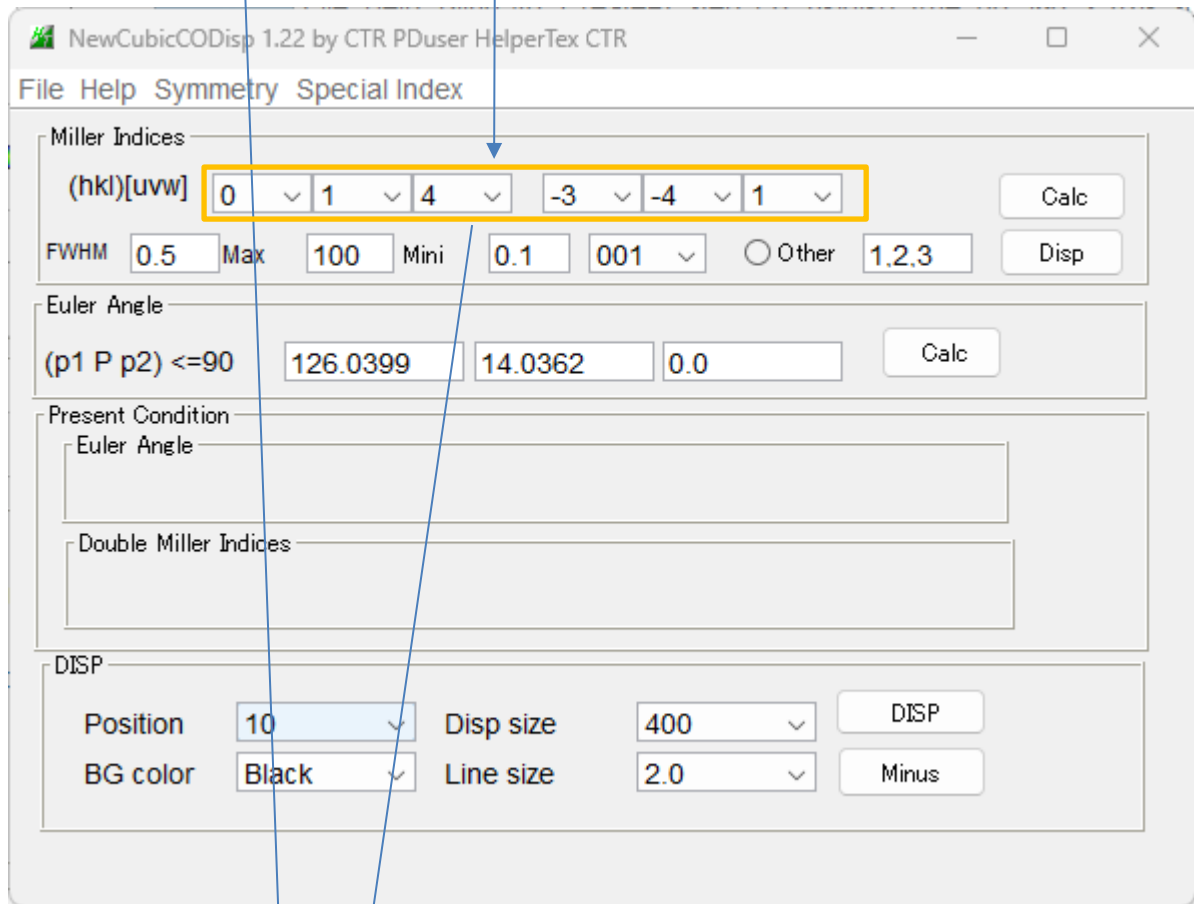 NewCubicCODisp 1.22 by CTR PDuser HelperTex CTR
File Help Symmetry Special Index
Miller Indices
(hkl)[uvw] 0 1 4 -3 -4 1 Calc
FWHM 0.5 Max 100 Mini 0.1 001 Other 1,2,3 Disp
Euler Angle
(p1 P p2) <=90 126.0399 14.0362 0.0 Calc
Present Condition
Euler Angle
Double Miller Indices
DISP
Position 10 Disp size 400 DISP
BG color Black Line size 2.0 Minus